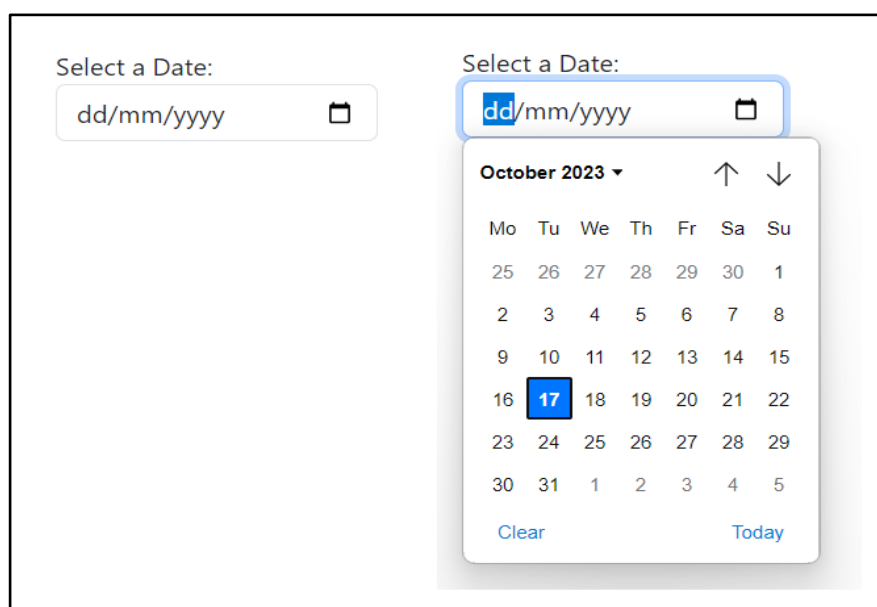 Select a Date:
dd/mm/yyyy
Select a Date:
dd/mm/yyyy
October 2023
Mo Tu We Th Fr Sa Su
25 26 27 28 29 30 1
2 3 4 5 6 7 8
9 10 11 12 13 14 15
16 17 18 19 20 21 22
23 24 25 26 27 28 29
30 31 1 2 3 4 5
Clear Today